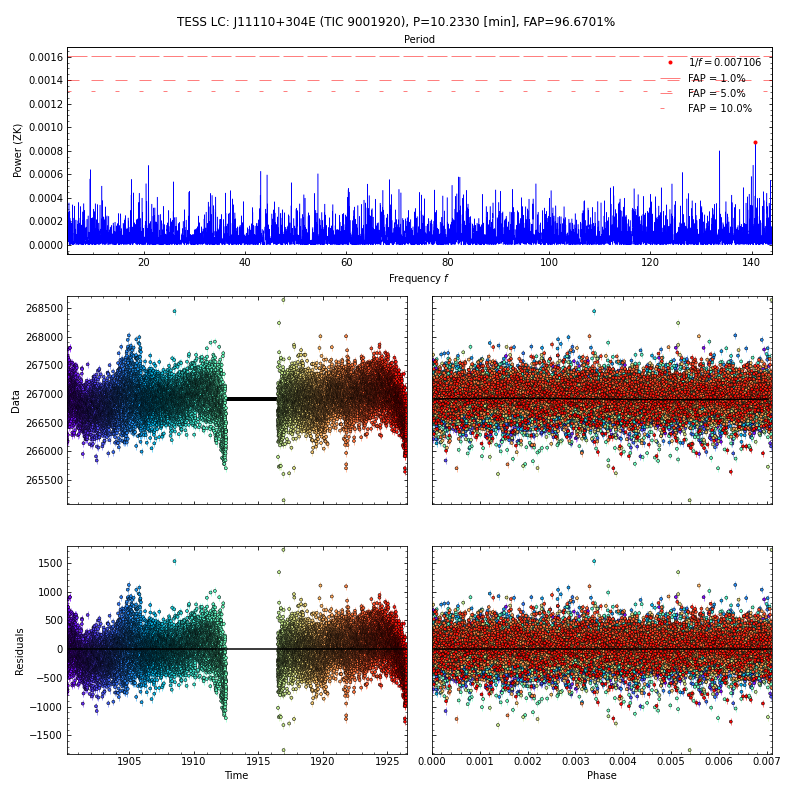 TESS LC: J11110+304E (TIC 9001920), P=10.2330 [min], FAP=96.6701%
Period
Power (ZK)
0.0016
0.0014
0.0012
0.0010
0.0008
0.0006
0.0004
0.0002
0.0000
1/f = 0.007106
FAP = 1.0%
FAP = 5.0%
FAP = 10.0%
20 40 60 80 100 120 140
Frequency f
Data
268500
268000
267500
267000
266500
266000
265500
Residuals
1500
1000
500
0
−500
−1000
−1500
1905 1910 1915 1920 1925
Time
0.000 0.001 0.002 0.003 0.004 0.005 0.006 0.007
Phase